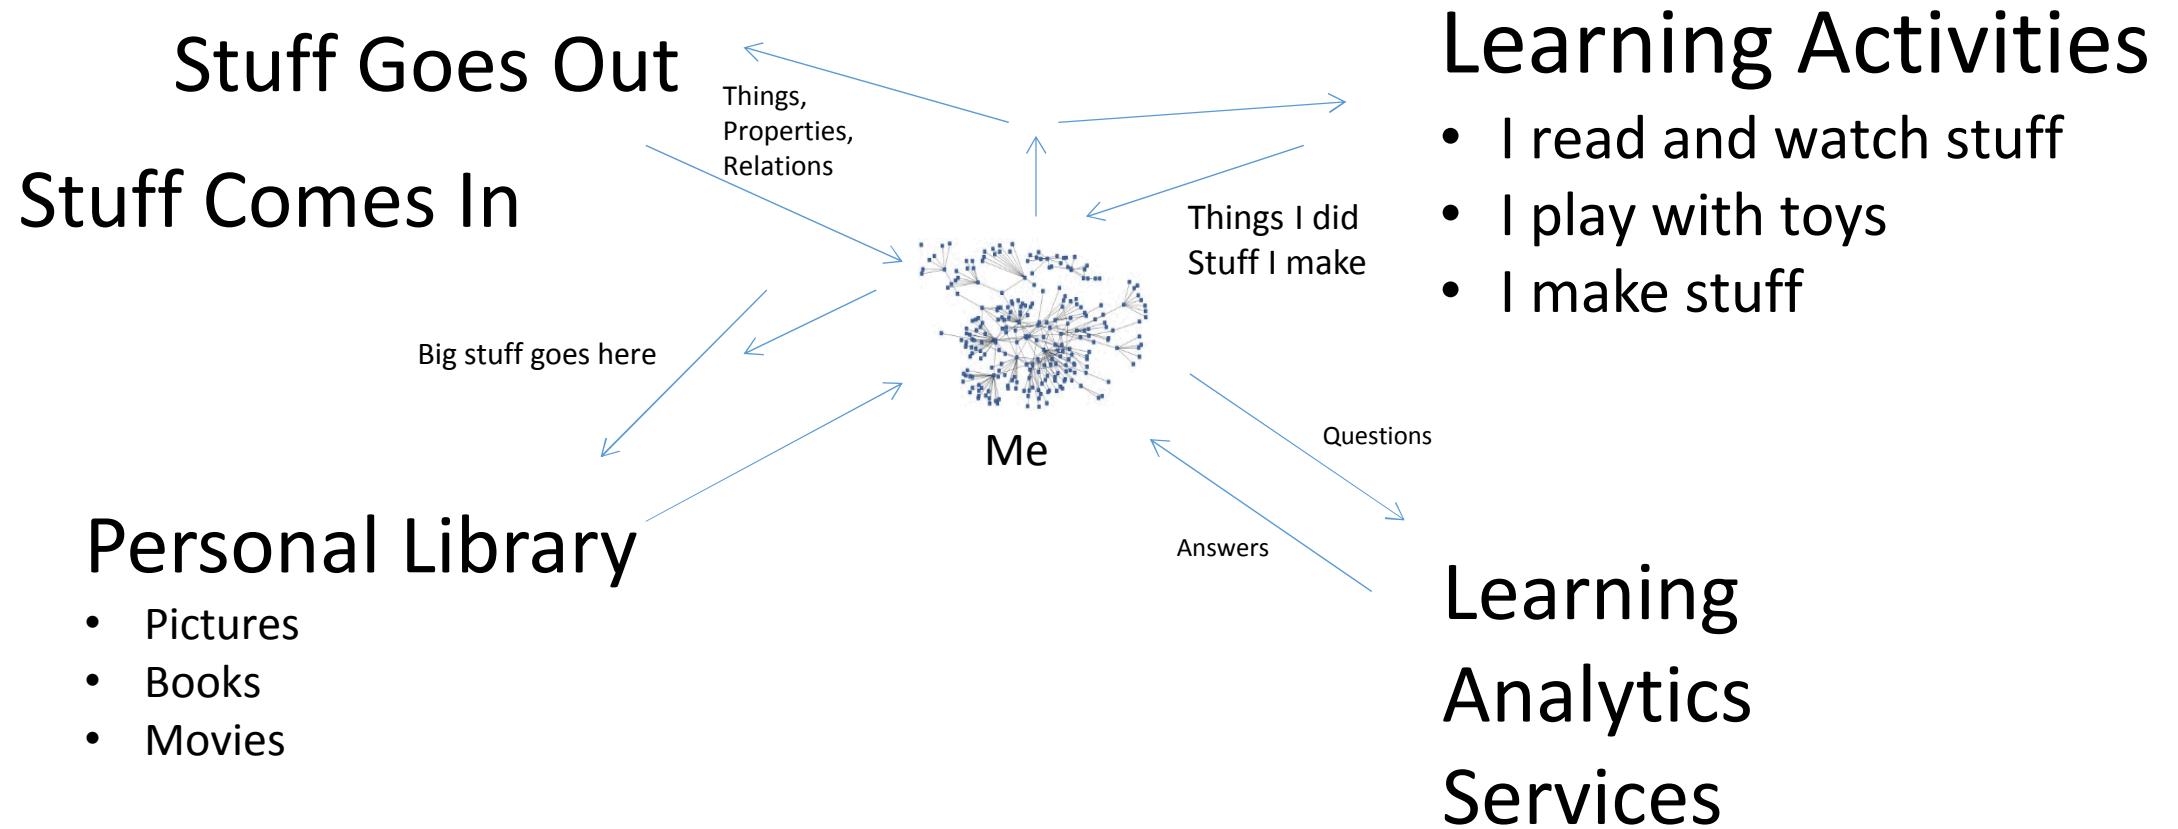 Stuff Goes Out
Things,
Properties,
Relations
Stuff Comes In
Learning Activities
• I read and watch stuff
• I play with toys
• I make stuff
Things I did
Stuff I make
Big stuff goes here
Me
Questions
Answers
Personal Library
• Pictures
• Books
• Movies
Learning
Analytics
Services